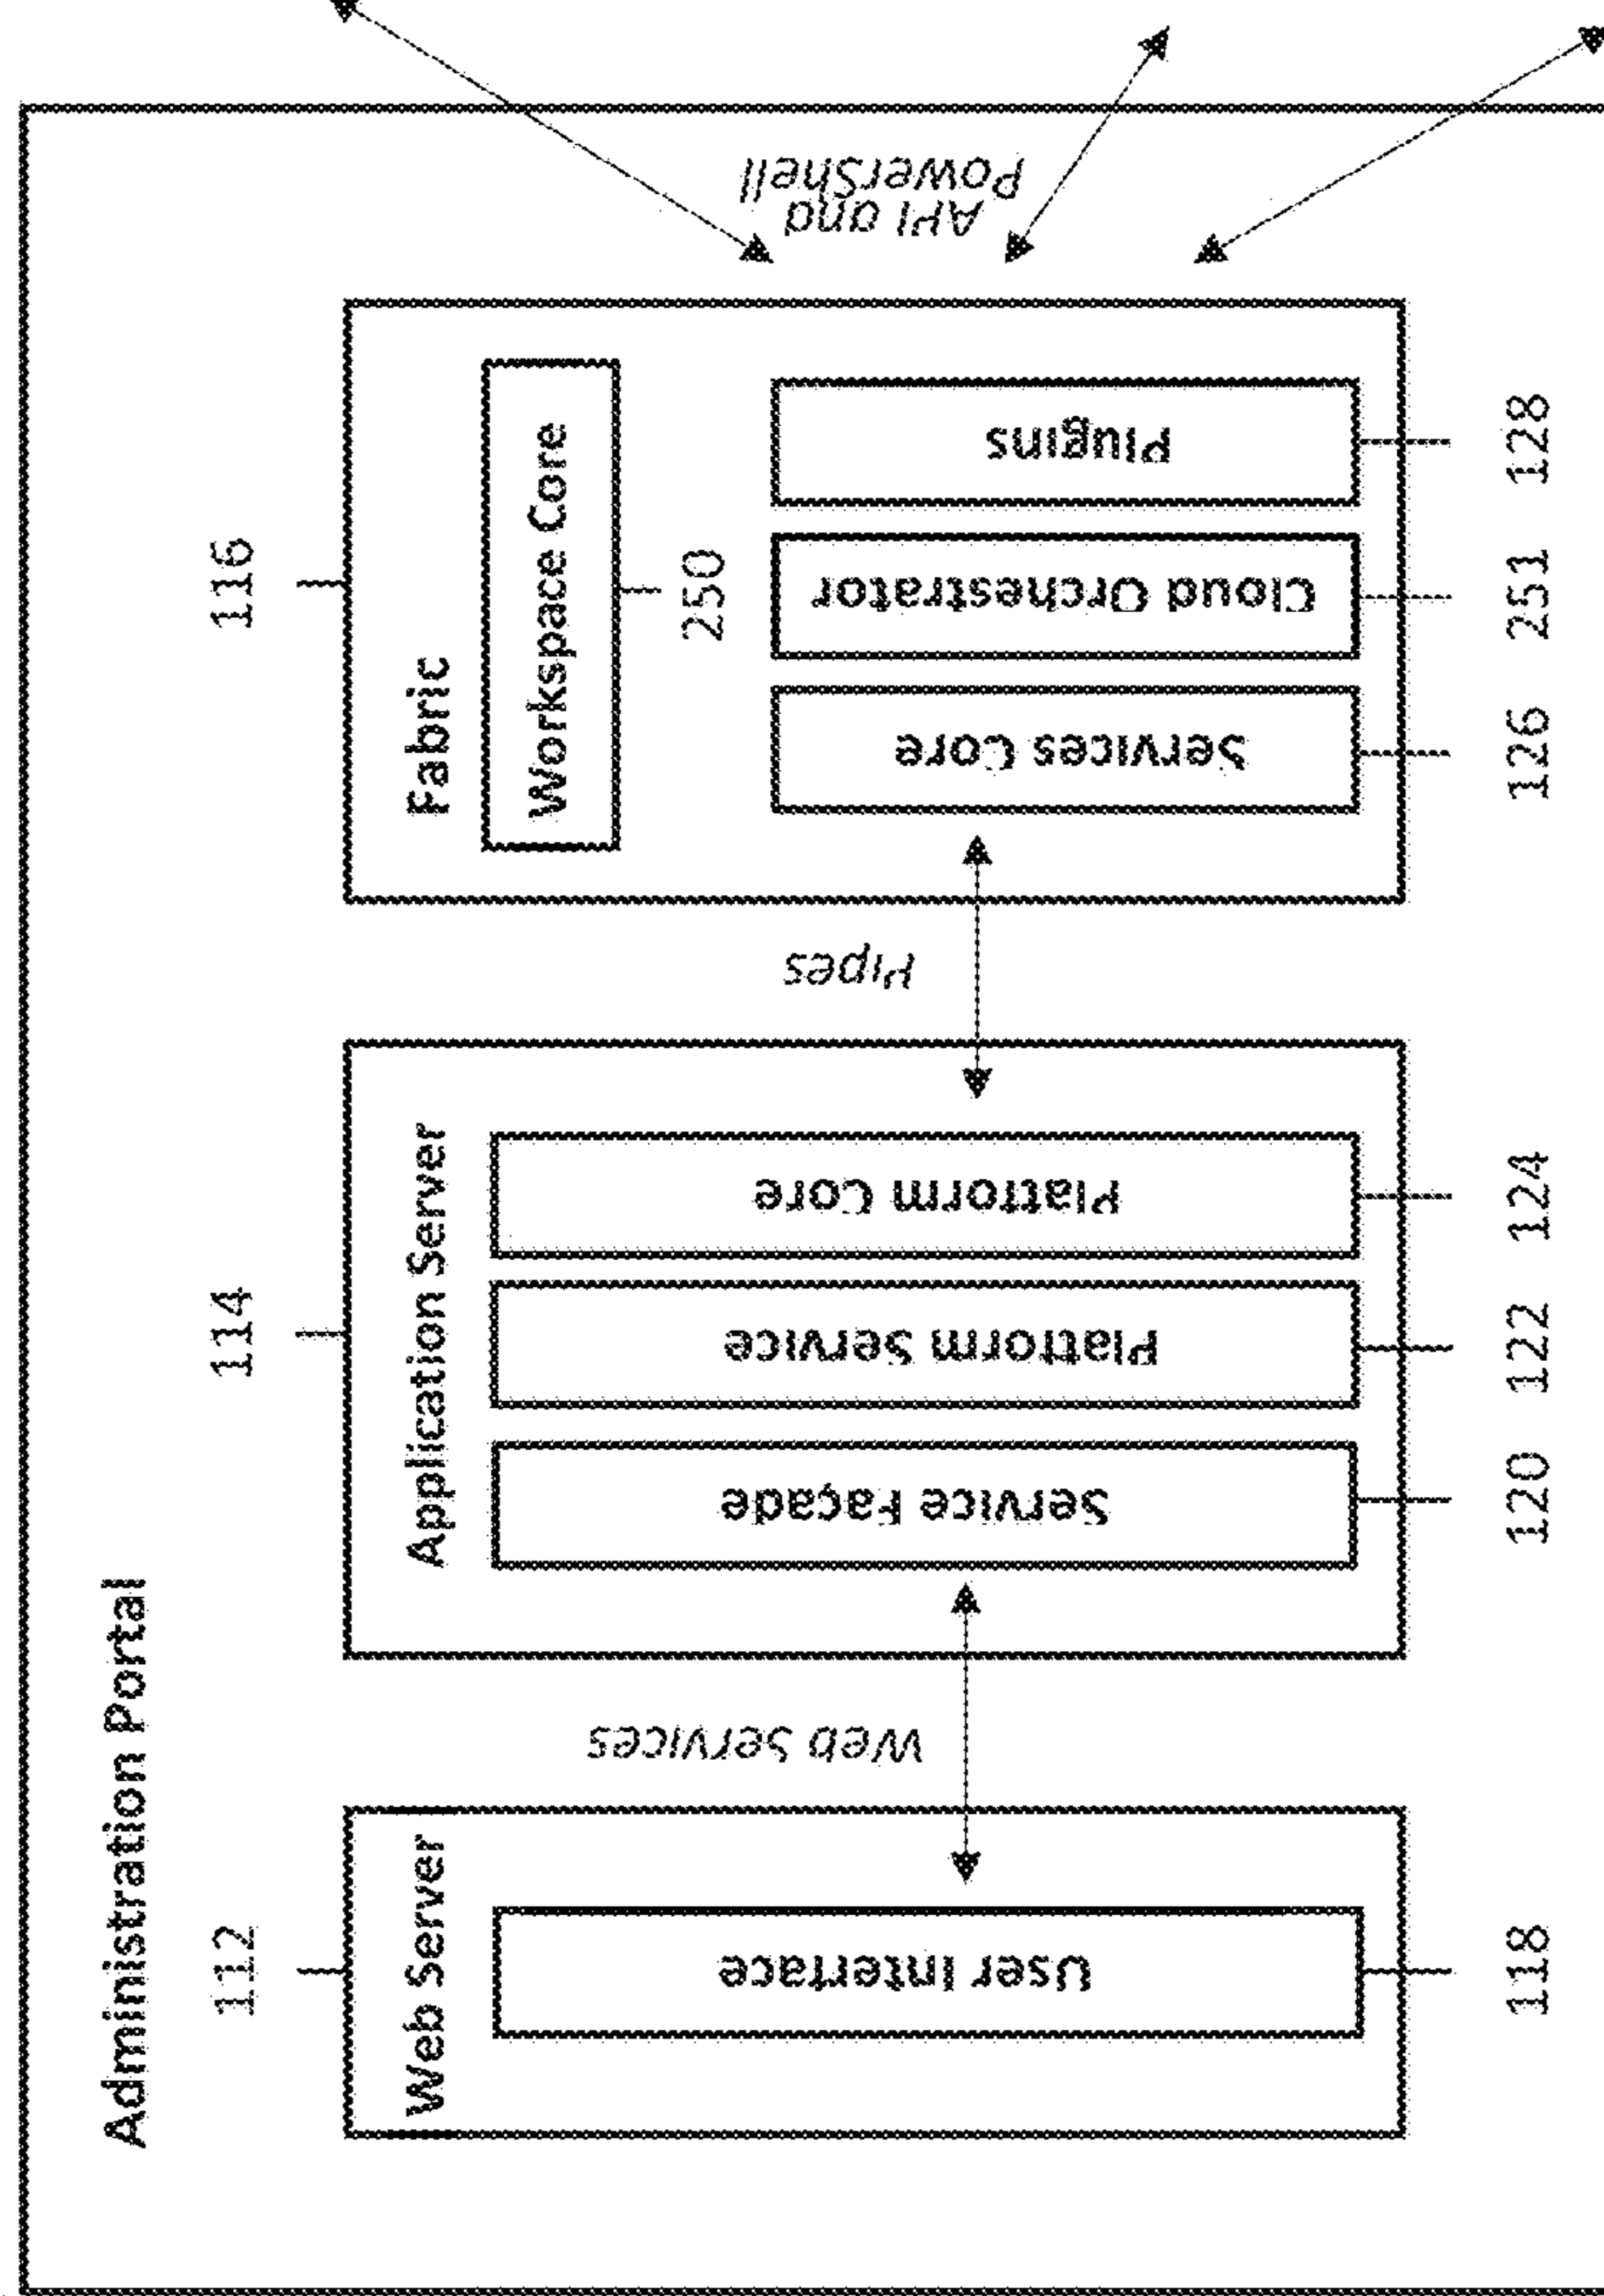 Administration Portal
112
114
116
Web Server
User Interface
118
Web Services
Application Server
Service Façade
Platform Service
Platform Core
120
122
124
Pipes
Fabric
Workspace Core
250
Services Core
Cloud Orchestrator
Plugins
126
251
128
API and
PowerShell